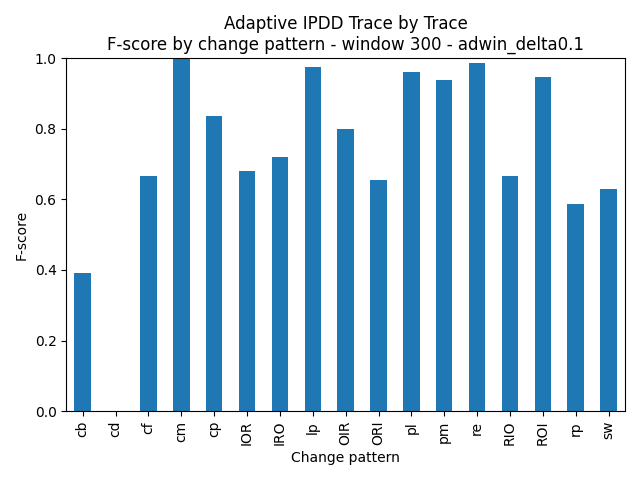 Adaptive IPDD Trace by Trace
F-score by change pattern - window 300 - adwin_delta0.1
1.0
0.8
0.6
0.4
0.2
0.0
F-score
cb
cd
cf
cm
cp
IOR
IRO
lp
OIR
ORI
pl
pm
re
RIO
ROI
rp
sw
Change pattern